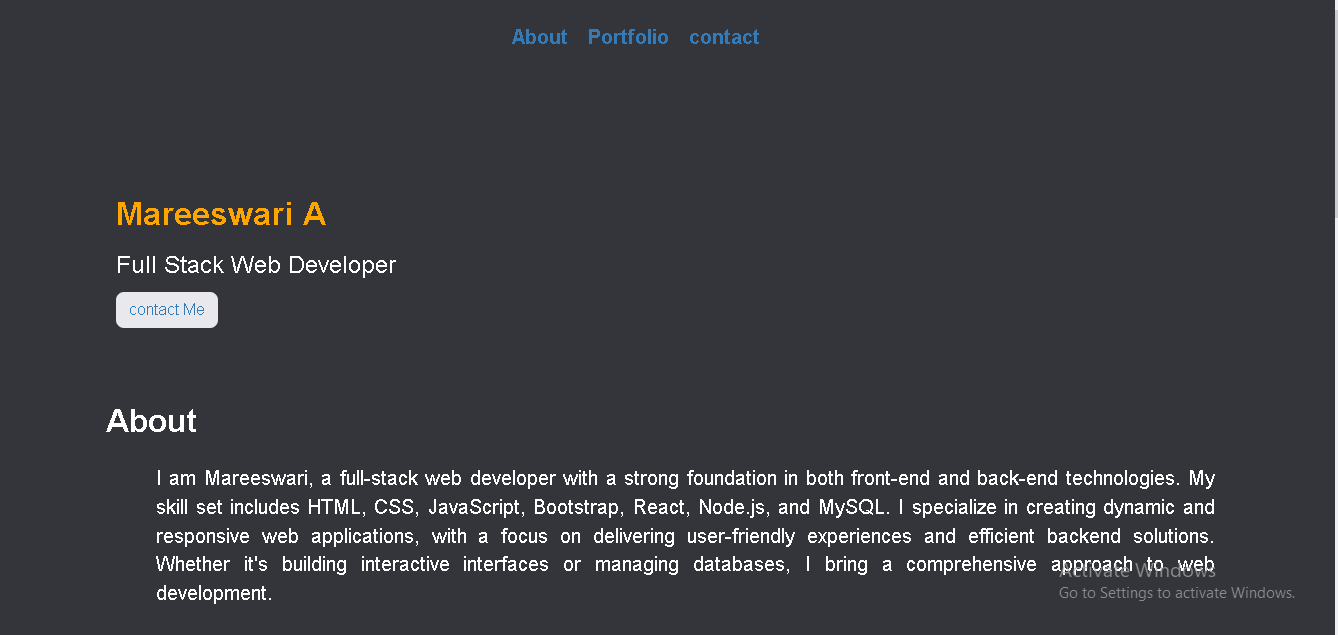 About Portfolio contact
Mareeswari A
Full Stack Web Developer
contact Me
About
I am Mareeswari, a full-stack web developer with a strong foundation in both front-end and back-end technologies. My
skill set includes HTML, CSS, JavaScript, Bootstrap, React, Node.js, and MySQL. I specialize in creating dynamic and
responsive web applications, with a focus on delivering user-friendly experiences and efficient backend solutions.
Whether it's building interactive interfaces or managing databases, I bring a comprehensive approach to web
development.
Activate Windows
Go to Settings to activate Windows.